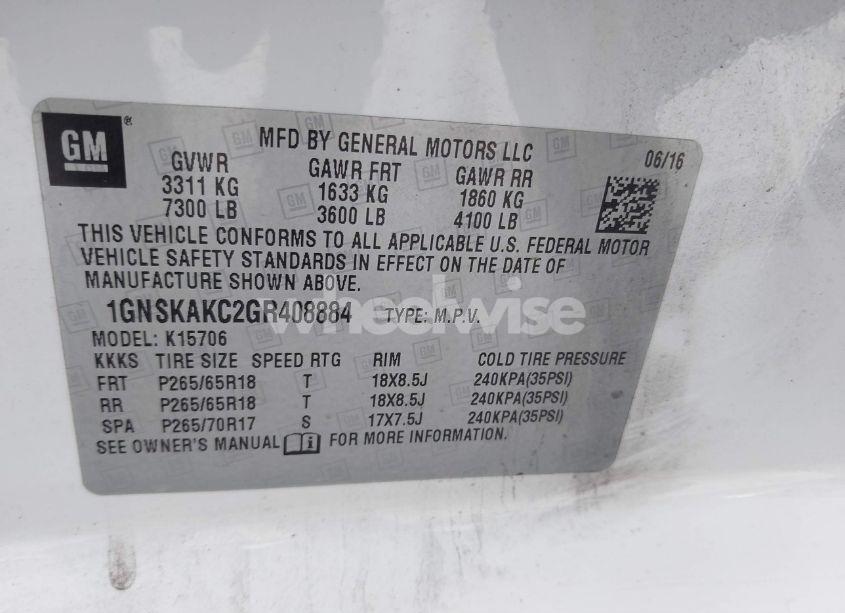 GM
®
MFD BY GENERAL MOTORS LLC
06/16
GVWR GAWR FRT GAWR RR
3311 KG 1633 KG 1860 KG
7300 LB 3600 LB 4100 LB
THIS VEHICLE CONFORMS TO ALL APPLICABLE U.S. FEDERAL MOTOR
VEHICLE SAFETY STANDARDS IN EFFECT ON THE DATE OF
MANUFACTURE SHOWN ABOVE.
1GNSKAKC2GR408884 TYPE: M.P.V.
wheelwise
MODEL: K15706
KKKS TIRE SIZE SPEED RTG RIM COLD TIRE PRESSURE
FRT P265/65R18 T 18X8.5J 240KPA(35PSI)
RR P265/65R18 T 18X8.5J 240KPA(35PSI)
SPA P265/70R17 S 17X7.5J 240KPA(35PSI)
SEE OWNER'S MANUAL i FOR MORE INFORMATION.